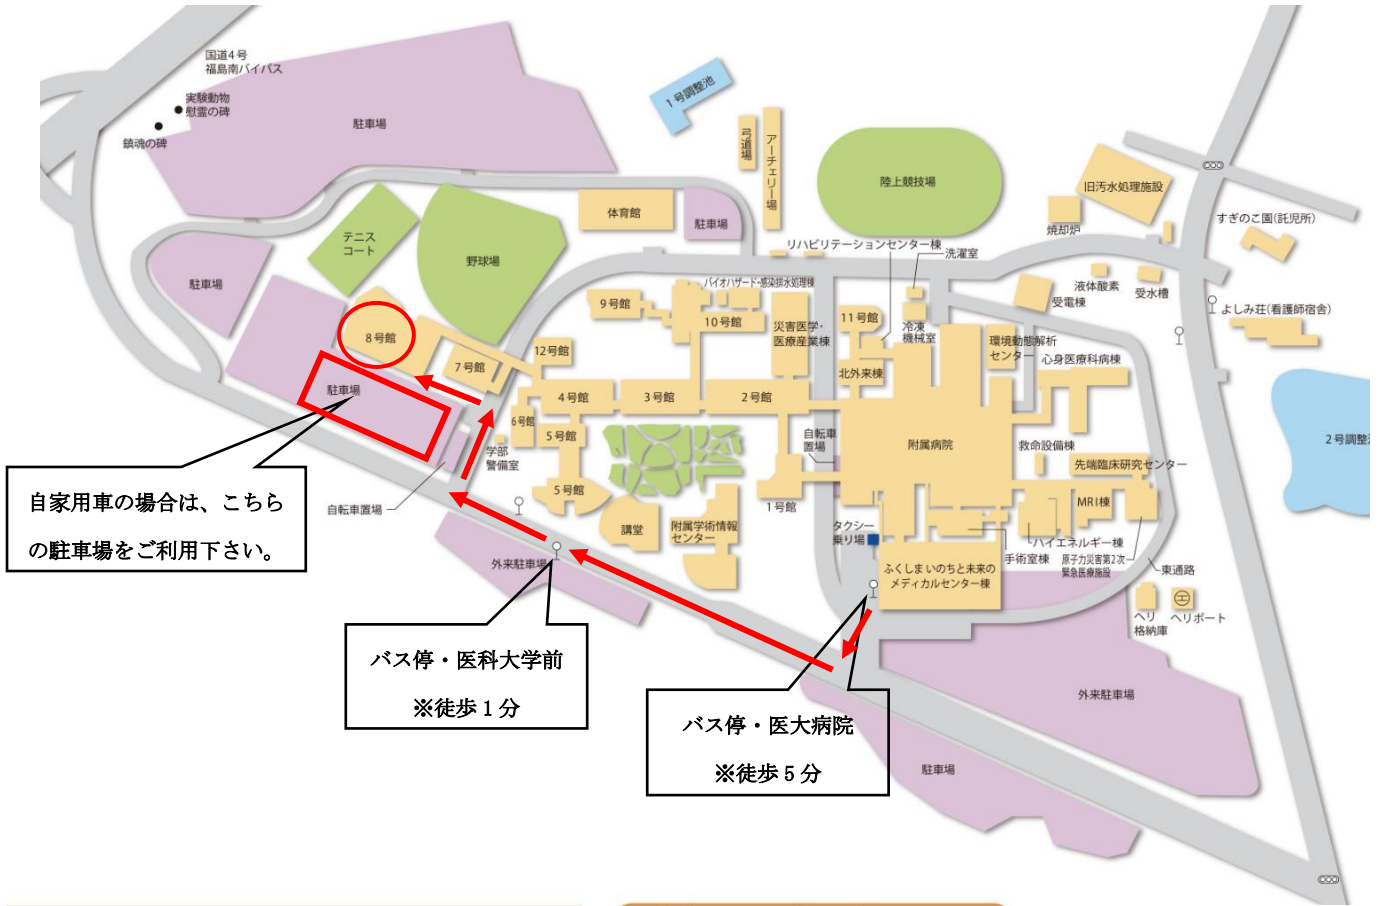 国道4号
福島南バイパス
実験動物
慰霊の碑
鎮魂の碑
駐車場
1号調整池
弓道場
アーチェリー場
陸上競技場
旧汚水処理施設
すぎのこ園(託児所)
焼却炉
体育館
駐車場
テニス
コート
野球場
リハビリテーションセンター棟
洗濯室
駐車場
バイオハザード・感染排水処理棟
液体酸素
受水槽
受電棟
よしみ荘(看護師宿舎)
9号館
10号館
災害医学・
医療産業棟
11号館
冷凍
機械室
環境動態解析
センター
心身医療科病棟
8号館
7号館
12号館
北外来棟
駐車場
4号館
3号館
2号館
6号館
5号館
学部
警備室
自転車
置場
附属病院
救命設備棟
先端臨床研究センター
2号調整
自家用車の場合は、こちら
の駐車場をご利用下さい。
自転車置場
5号館
講堂
附属学術情報
センター
1号館
MRI棟
タクシー
乗り場
ハイエネルギー棟
手術室棟
原子力災害第2次
緊急医療施設
東通路
外来駐車場
ふくしま いのちと未来の
メディカルセンター棟
ヘリ
格納庫
ヘリポート
H
バス停・医科大学前
※徒歩1分
バス停・医大病院
※徒歩5分
外来駐車場
駐車場